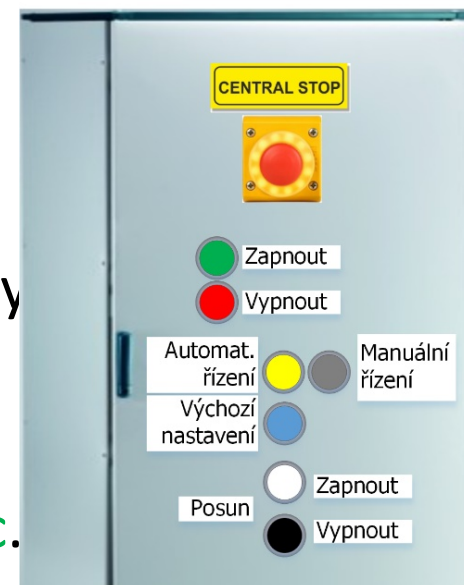 CENTRAL STOP
Zapnout
Vypnout
Automat.
řízení
Manuální
řízení
Výchozí
nastavení
Posun
Zapnout
Vypnout
y
c.